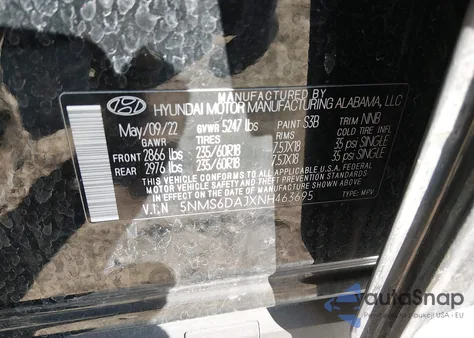 MANUFACTURED BY
HYUNDAI MOTOR MANUFACTURING ALABAMA, LLC
May/09/22 GVWR 5247 lbs PAINT S3B TRIM NNB
GAWR TIRES RIMS COLD TIRE INFL
FRONT 2866 lbs 235/60R18 7.5JX18 35 psi SINGLE
REAR 2976 lbs 235/60R18 7.5JX18 35 psi SINGLE
THIS VEHICLE CONFORMS TO ALL APPLICABLE U.S.A. FEDERAL
MOTOR VEHICLE SAFETY AND THEFT PREVENTION STANDARDS
IN EFFECT ON THE DATE OF MANUFACTURE SHOWN ABOVE.
V.I.N 5NMS6DAJXNH463695 TYPE: MPV
autoSnap